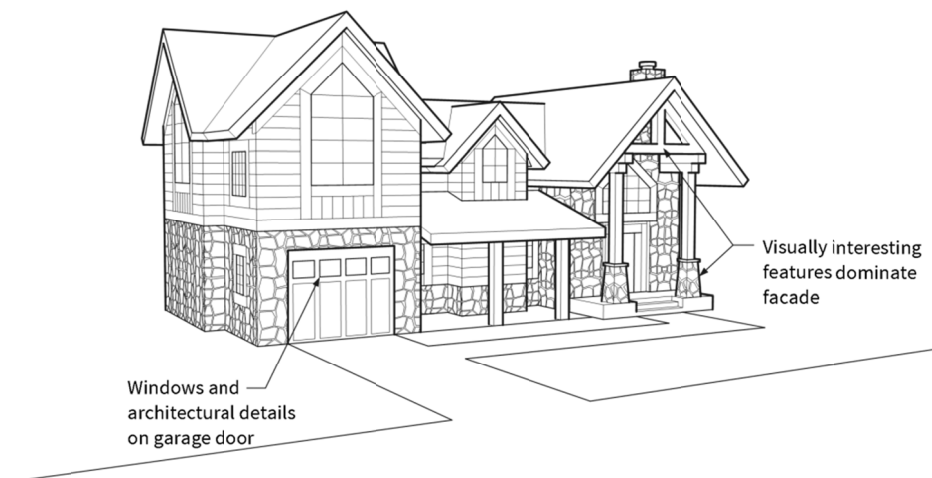 Visually interesting
features dominate
facade
Windows and
architectural details
on garage door